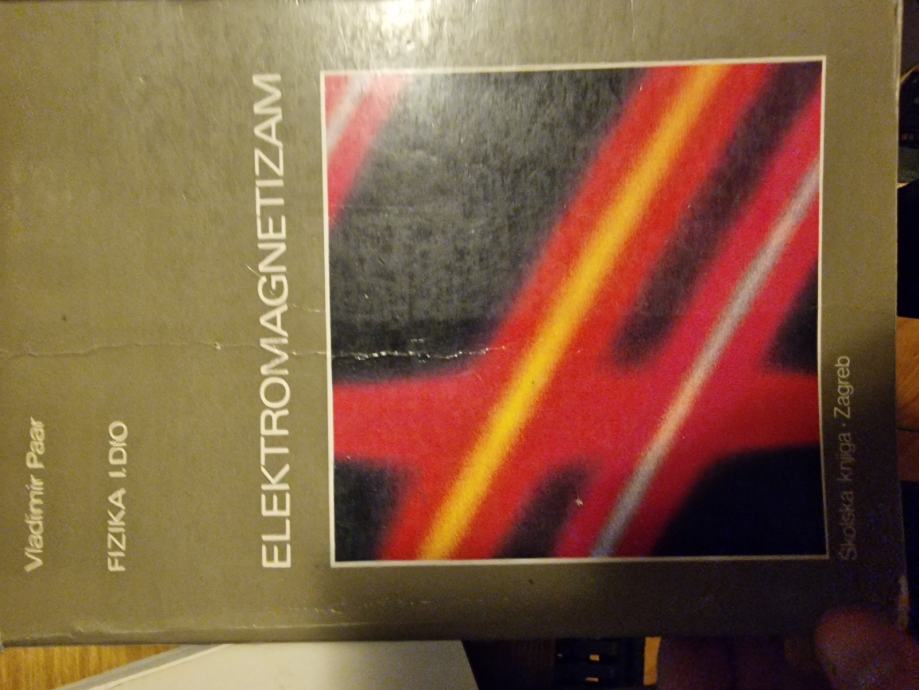 Vladimir Paar
FIZIKA I.DIO
ELEKTROMAGNETIZAM
Školska knjiga · Zagreb